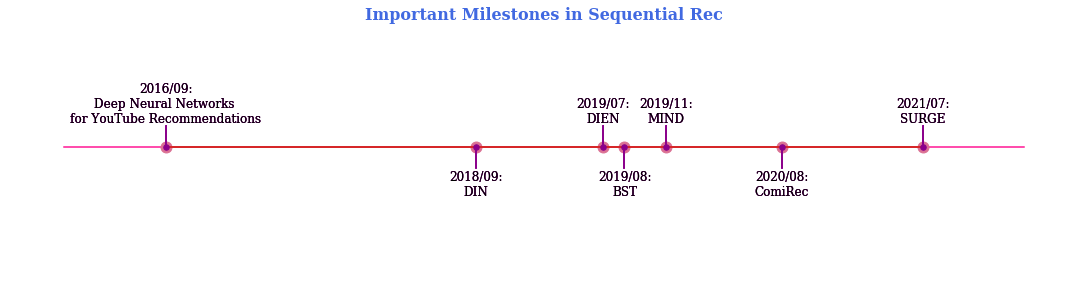 Important Milestones in Sequential Rec
2016/09:
Deep Neural Networks
for YouTube Recommendations
2018/09:
DIN
2019/07:
DIEN
2019/08:
BST
2019/11:
MIND
2020/08:
ComiRec
2021/07:
SURGE